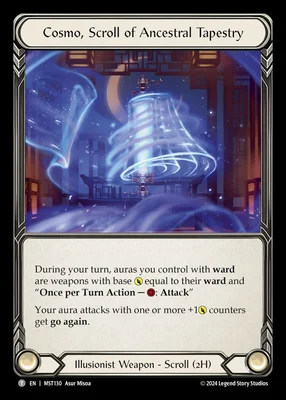 Cosmo, Scroll of Ancestral Tapestry
During your turn, auras you control with ward
are weapons with base equal to their ward and
“Once per Turn Action — : Attack”
Your aura attacks with one or more +1 counters
get go again.
Illusionist Weapon - Scroll (2H)
T EN | MST130 Asur Misoa
© 2024 Legend Story Studios